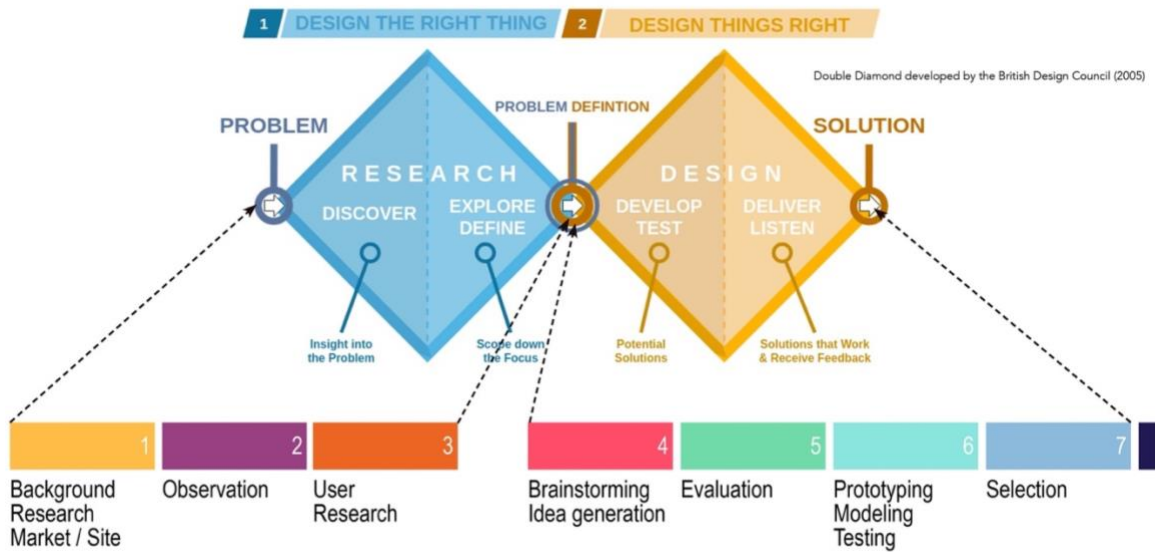 1 DESIGN THE RIGHT THING 2 DESIGN THINGS RIGHT
Double Diamond developed by the British Design Council (2005)
PROBLEM
PROBLEM DEFINTION
SOLUTION
RESEARCH
DISCOVER
EXPLORE
DEFINE
DESIGN
DEVELOP
TEST
DELIVER
LISTEN
Insight into
the Problem
Scope down
the Focus
Potential
Solutions
Solutions that Work
& Receive Feedback
1
Background
Research
Market / Site
2
Observation
3
User
Research
4
Brainstorming
Idea generation
5
Evaluation
6
Prototyping
Modeling
Testing
7
Selection